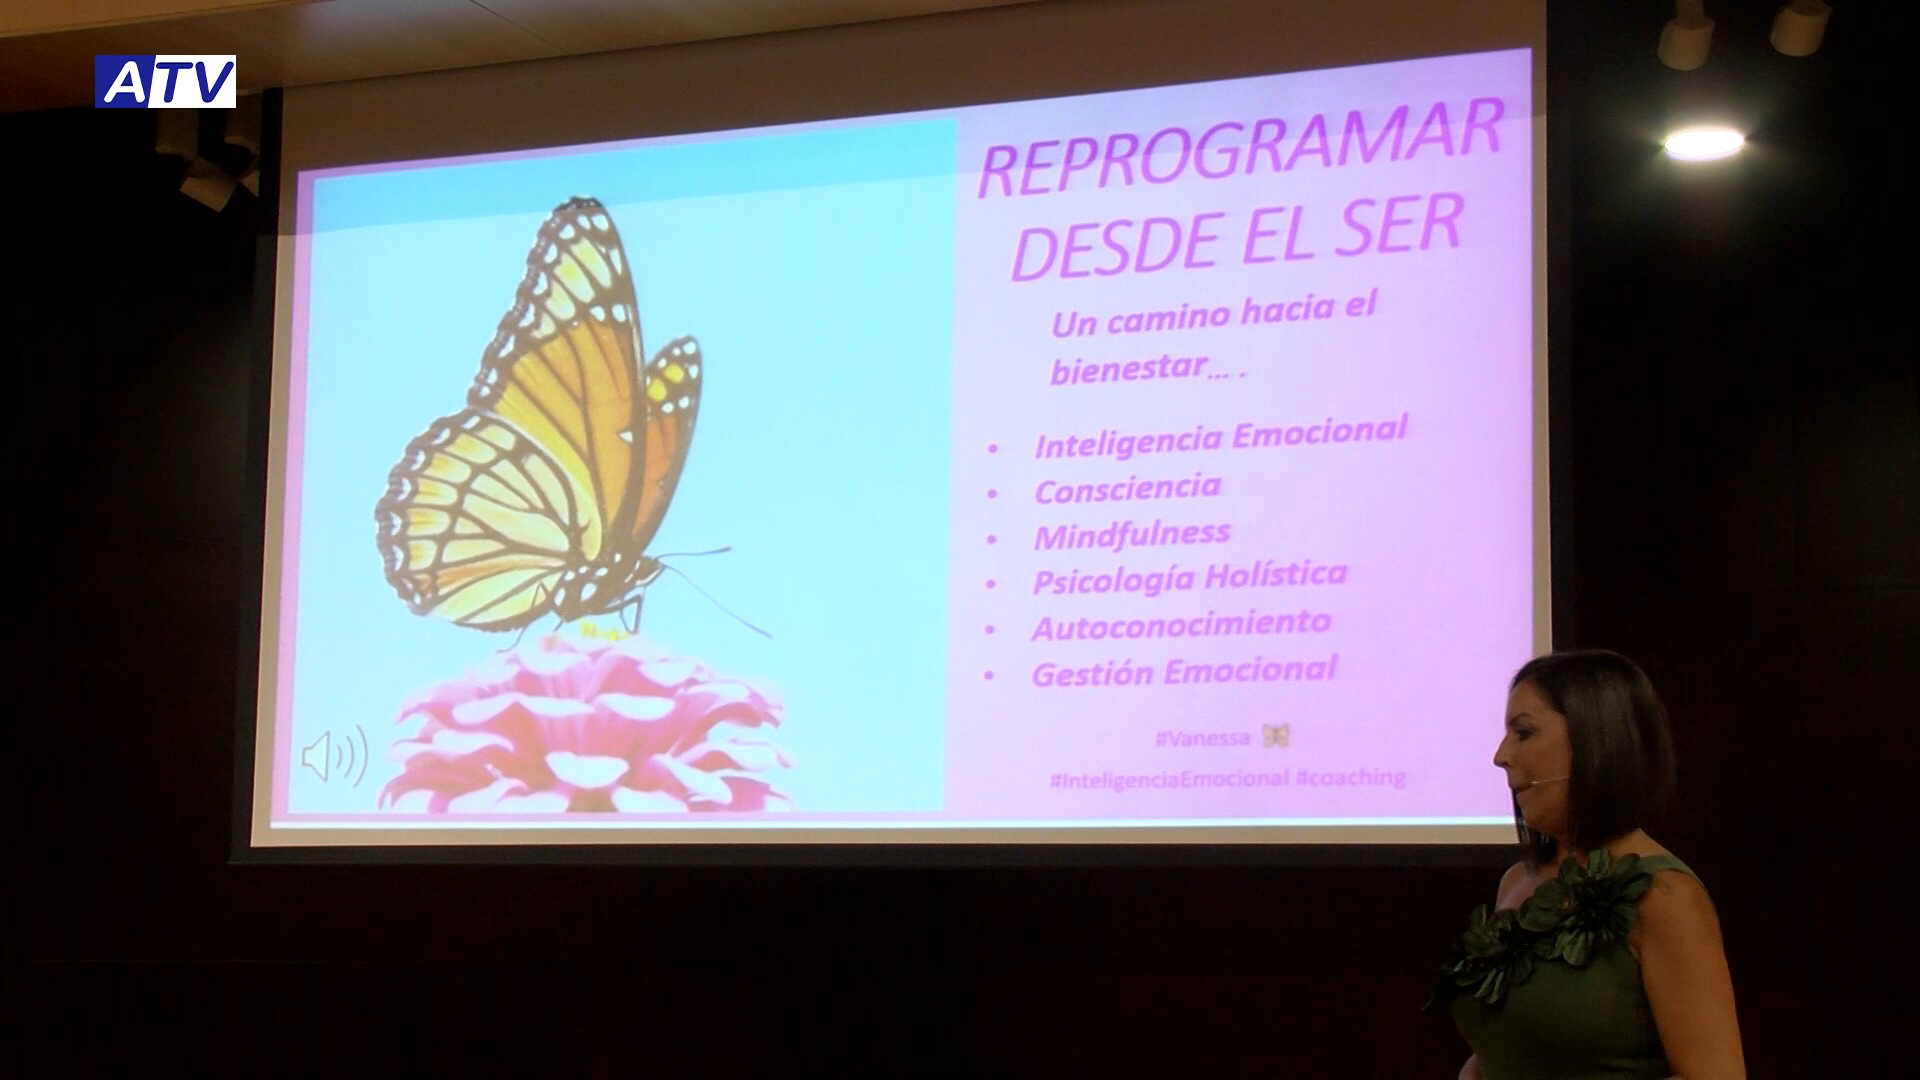 ATV
REPROGRAMAR
DESDE EL SER
Un camino hacia el
bienestar... .
• Inteligencia Emocional
• Consciencia
• Mindfulness
• Psicología Holística
• Autoconocimiento
• Gestión Emocional
#Vanessa 🦋
#InteligenciaEmocional #coaching